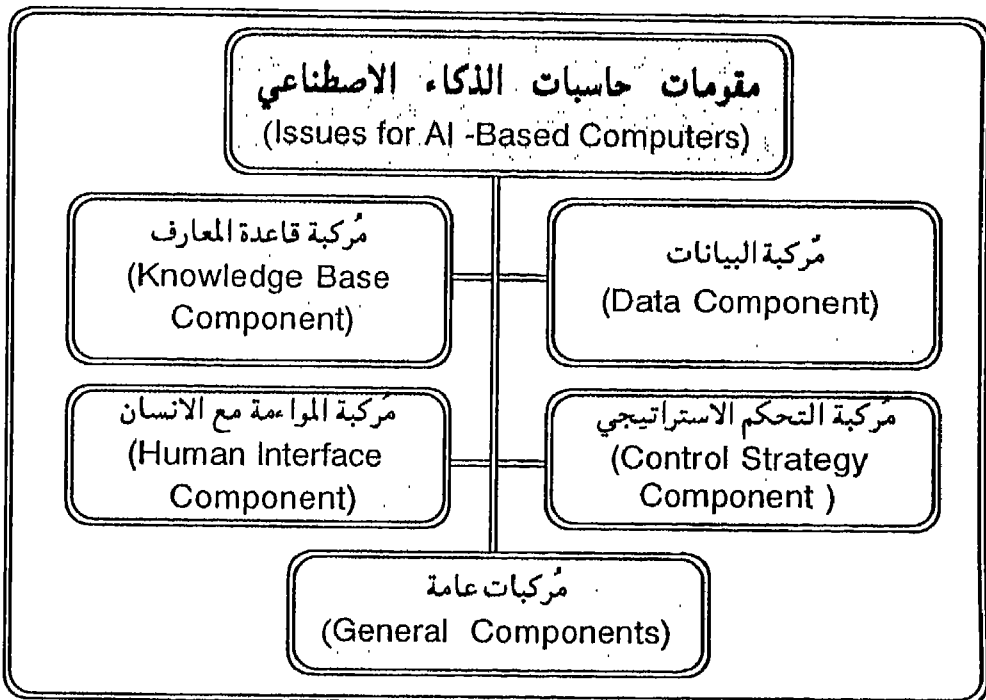 مقومات حاسبات الذكاء الاصطناعي
(Issues for AI -Based Computers)
مُركبة البيانات
(Data Component)
مُركبة قاعدة المعارف
(Knowledge Base
Component)
مُركبة التحكم الاستراتيجي
(Control Strategy
Component )
مُركبة المواءمة مع الانسان
(Human Interface
Component)
مُركبات عامة
(General Components)